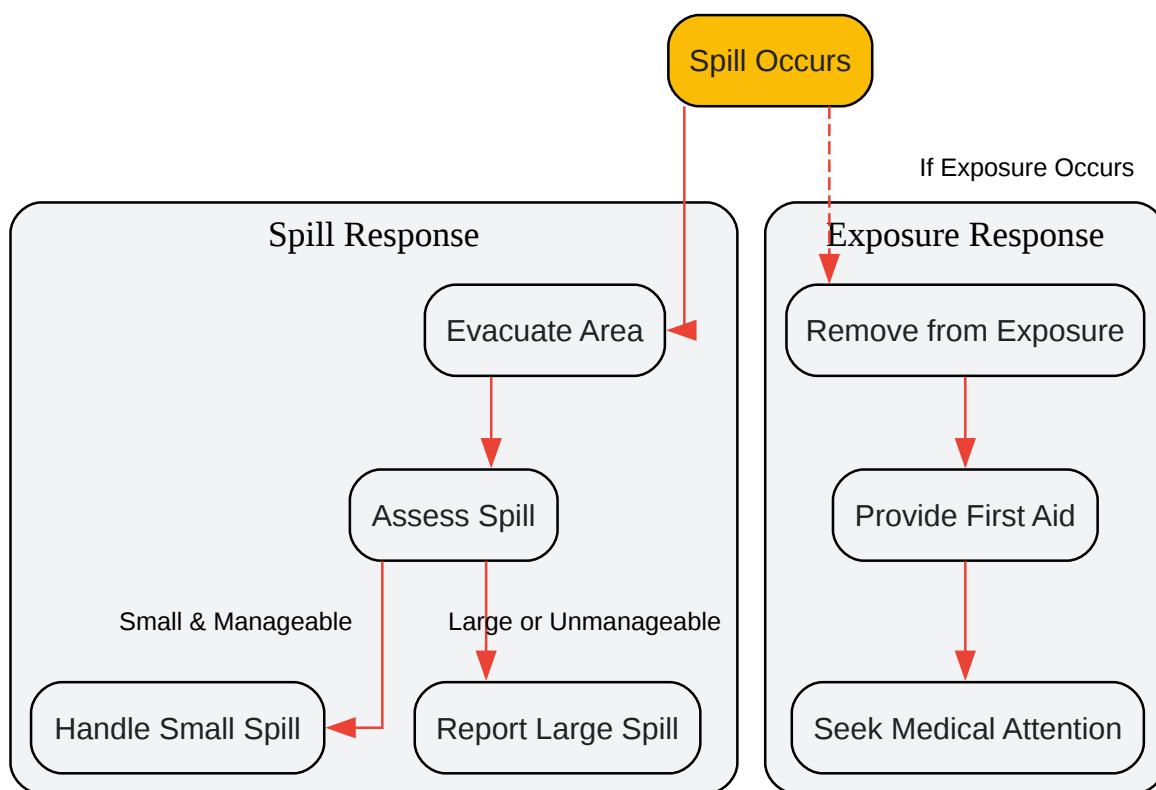 Spill Occurs
If Exposure Occurs
Spill Response
Evacuate Area
Assess Spill
Small & Manageable
Large or Unmanageable
Handle Small Spill
Report Large Spill
Exposure Response
Remove from Exposure
Provide First Aid
Seek Medical Attention